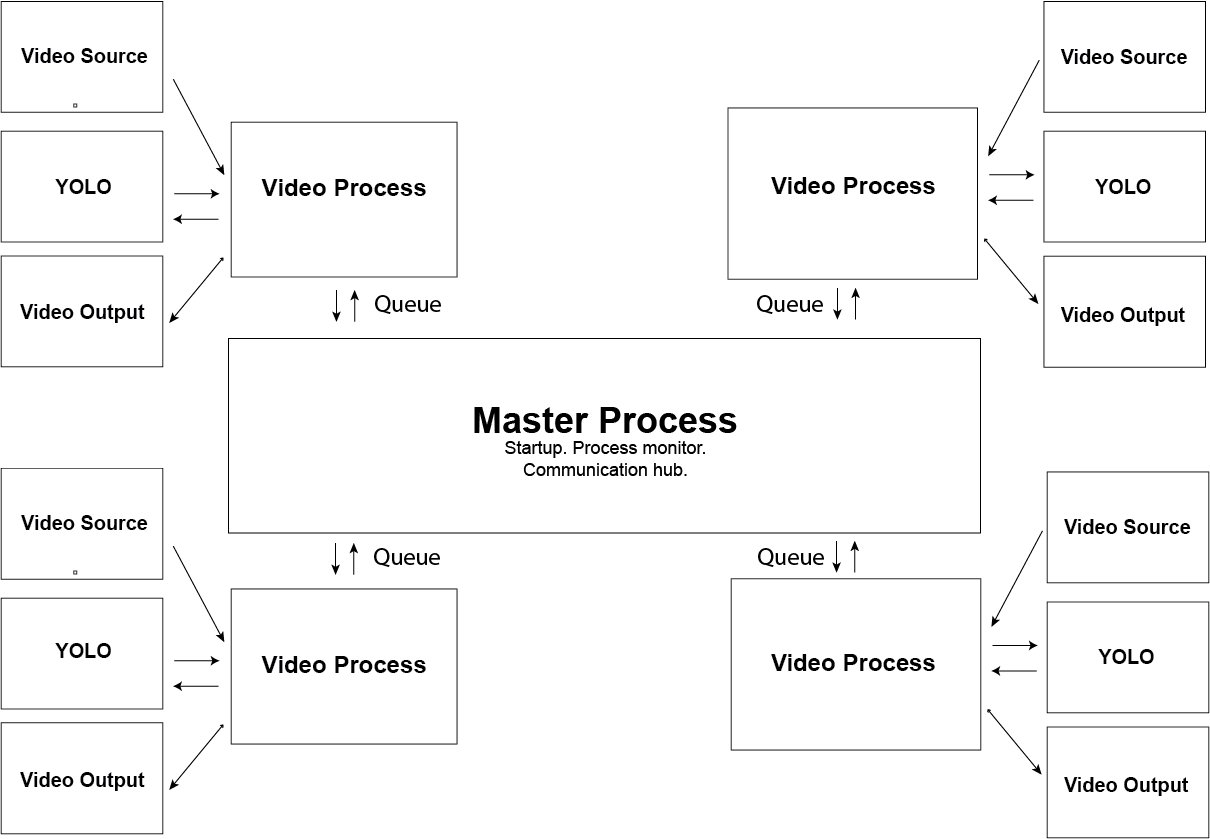 Video Source
YOLO
Video Output
Video Process
Queue
Video Source
YOLO
Video Output
Video Process
Queue
Master Process
Startup. Process monitor.
Communication hub.
Video Source
YOLO
Video Output
Queue
Video Process
Video Source
YOLO
Video Output
Queue
Video Process